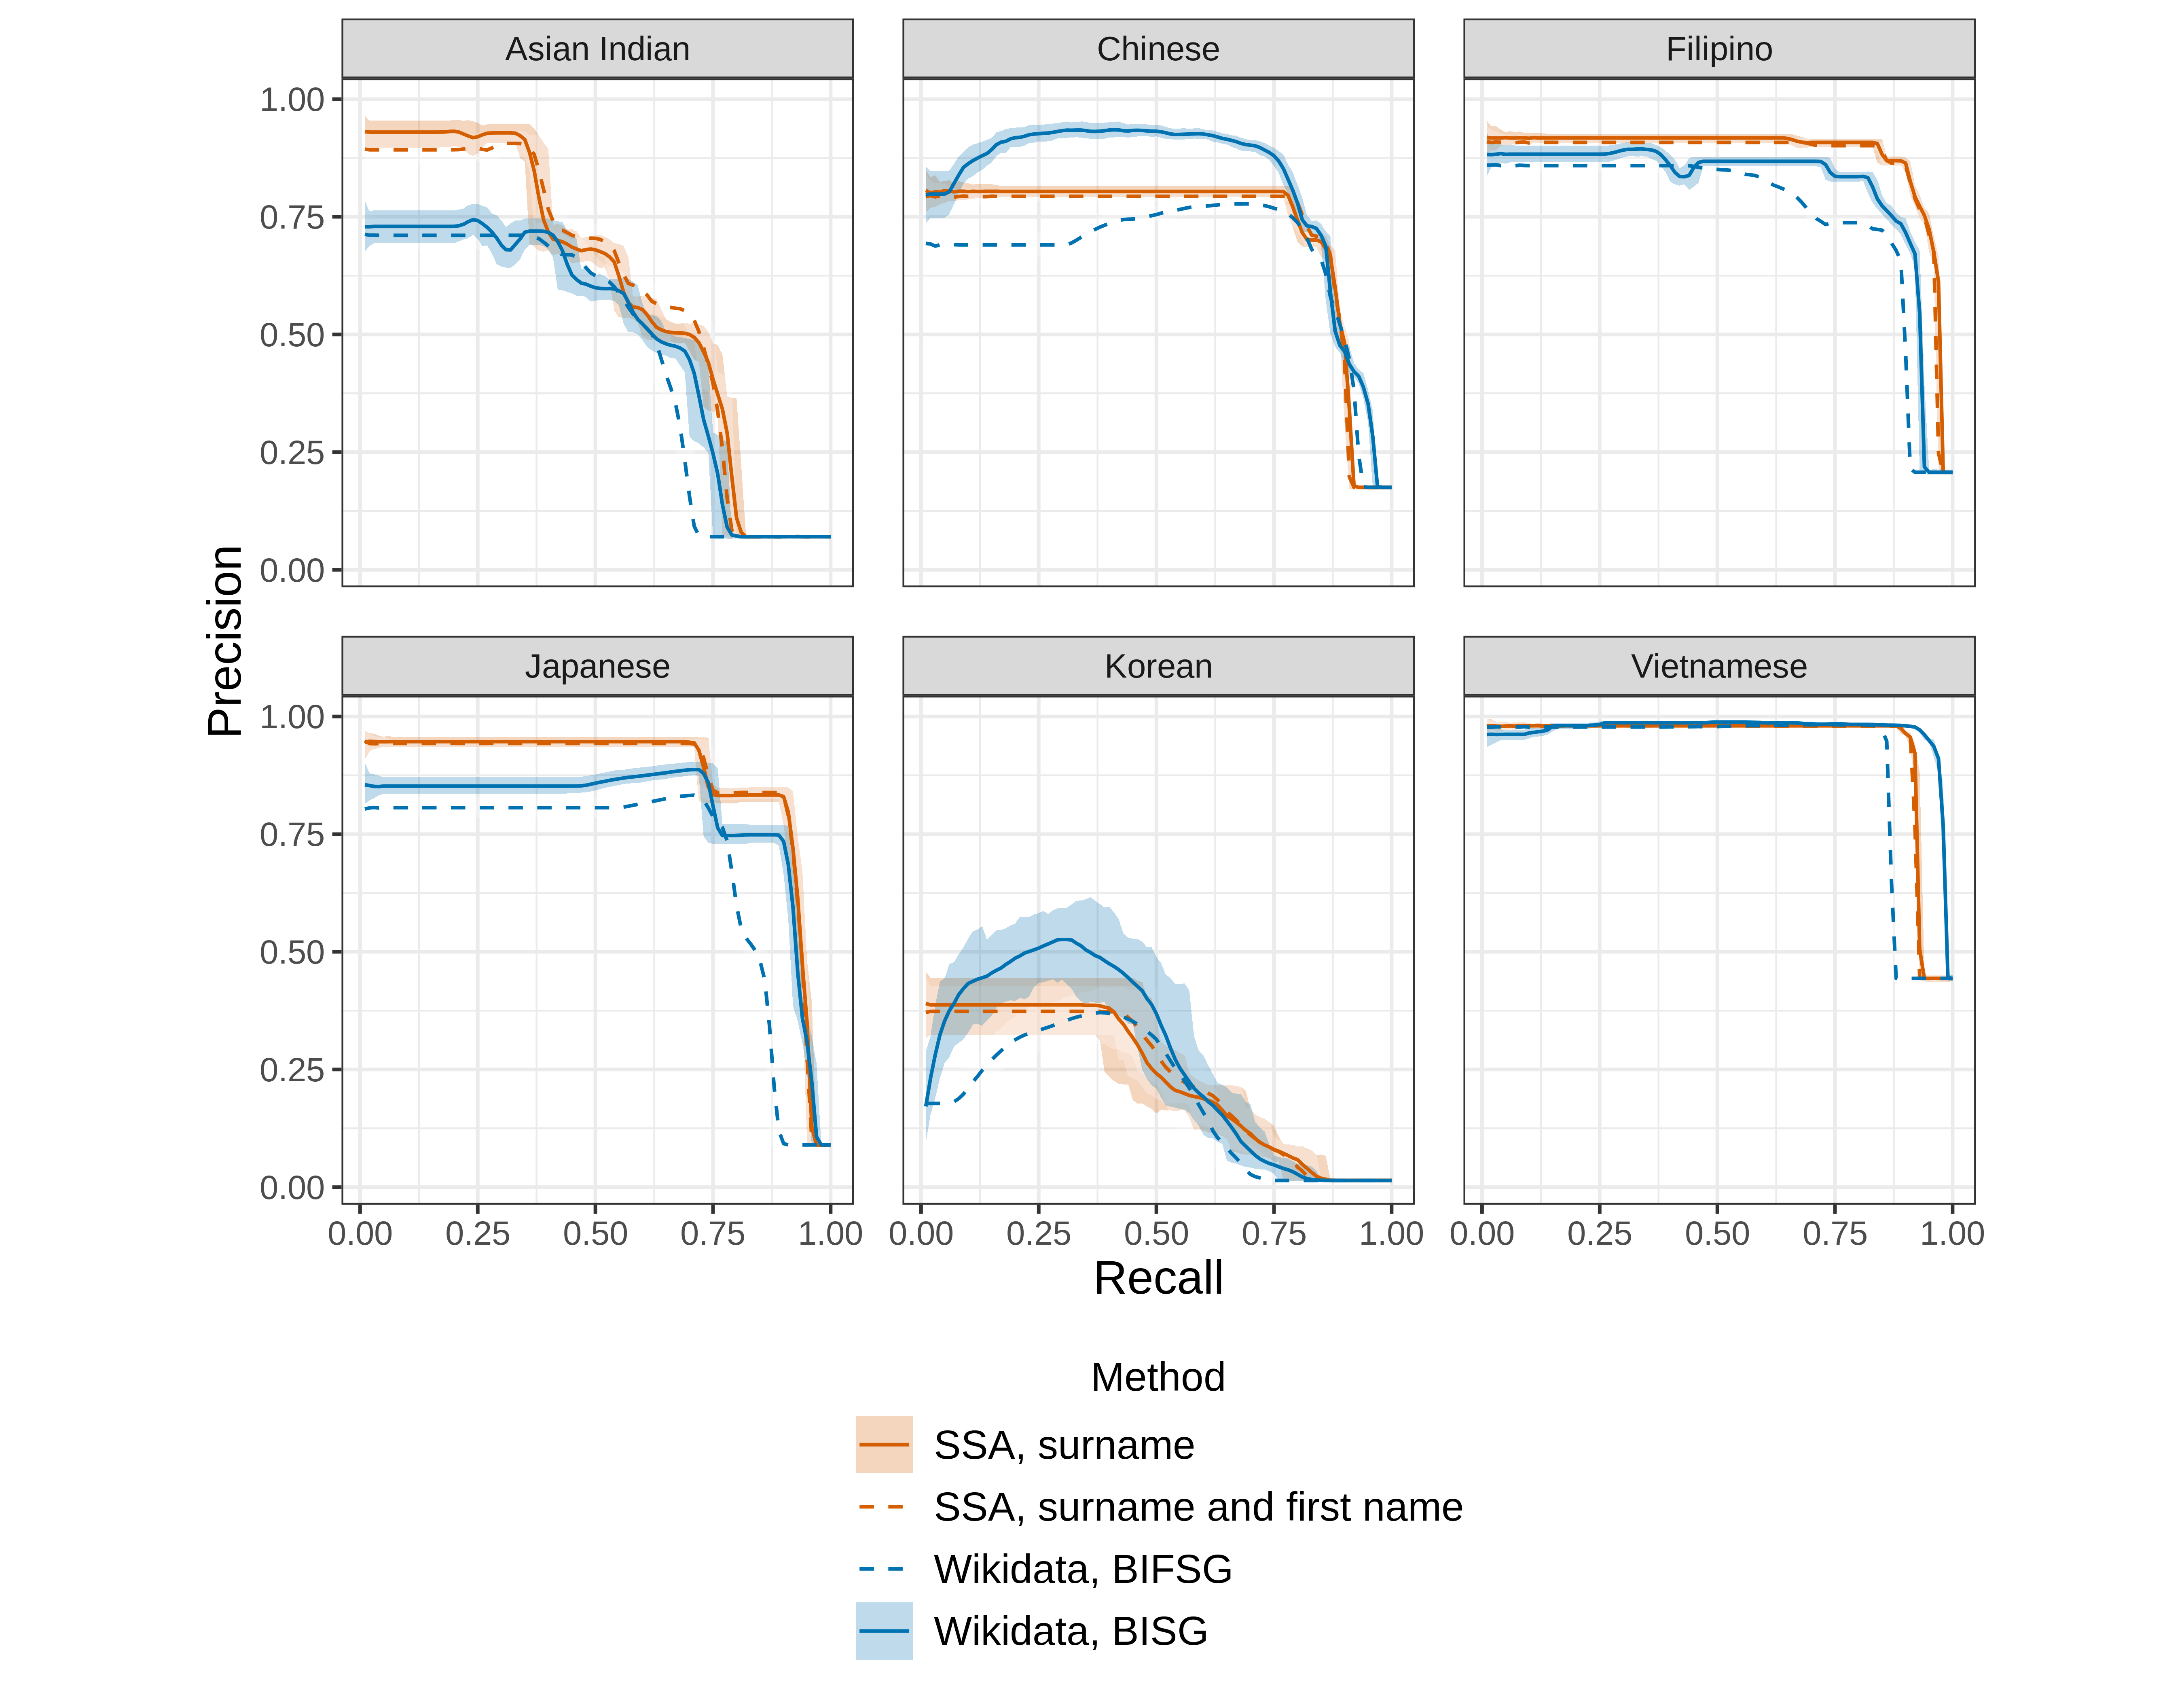 Asian Indian
Chinese
Filipino
1.00
0.75
0.50
0.25
0.00
Precision
Japanese
Korean
Vietnamese
1.00
0.75
0.50
0.25
0.00
0.00 0.25 0.50 0.75 1.00
0.00 0.25 0.50 0.75 1.00
0.00 0.25 0.50 0.75 1.00
Recall
Method
SSA, surname
SSA, surname and first name
Wikidata, BIFSG
Wikidata, BISG